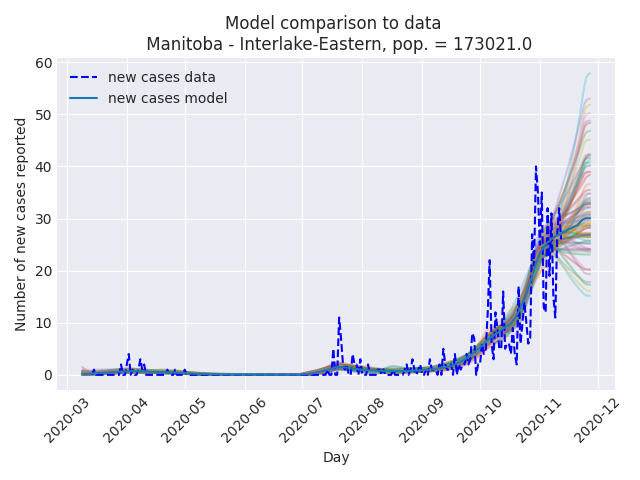 Model comparison to data
Manitoba - Interlake-Eastern, pop. = 173021.0
new cases data
new cases model
Number of new cases reported
60
50
40
30
20
10
0
2020-03
2020-04
2020-05
2020-06
2020-07
2020-08
2020-09
2020-10
2020-11
2020-12
Day